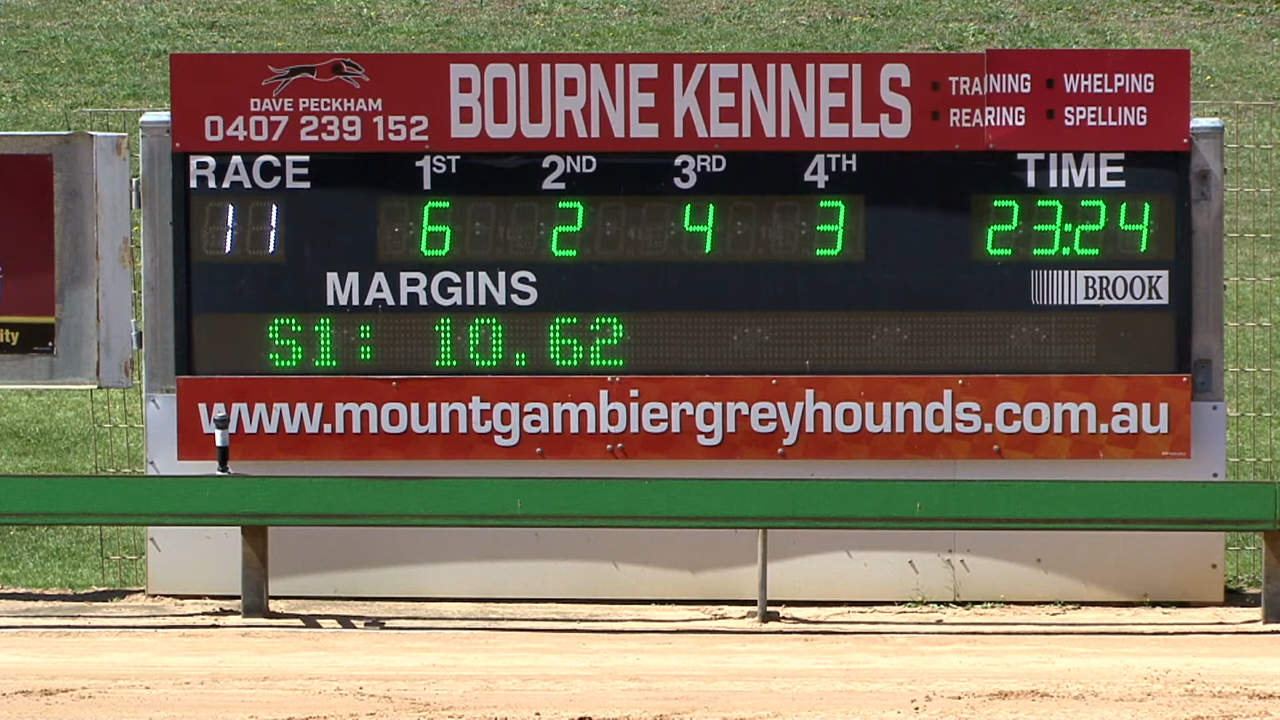 BOURNE KENNELS
DAVE PECKHAM
0407 239 152
TRAINING WHELPING
REARING SPELLING
RACE 1ST 2ND 3RD 4TH TIME
11 6 2 4 3 23:24
MARGINS
BROOK
S1: 10.62
ity
www.mountgambiergreyhounds.com.au